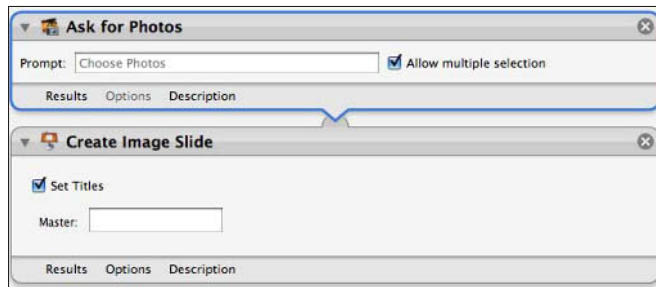 Ask for Photos
Prompt: Choose Photos Allow multiple selection
Results Options Description
Create Image Slide
Set Titles
Master:
Results Options Description